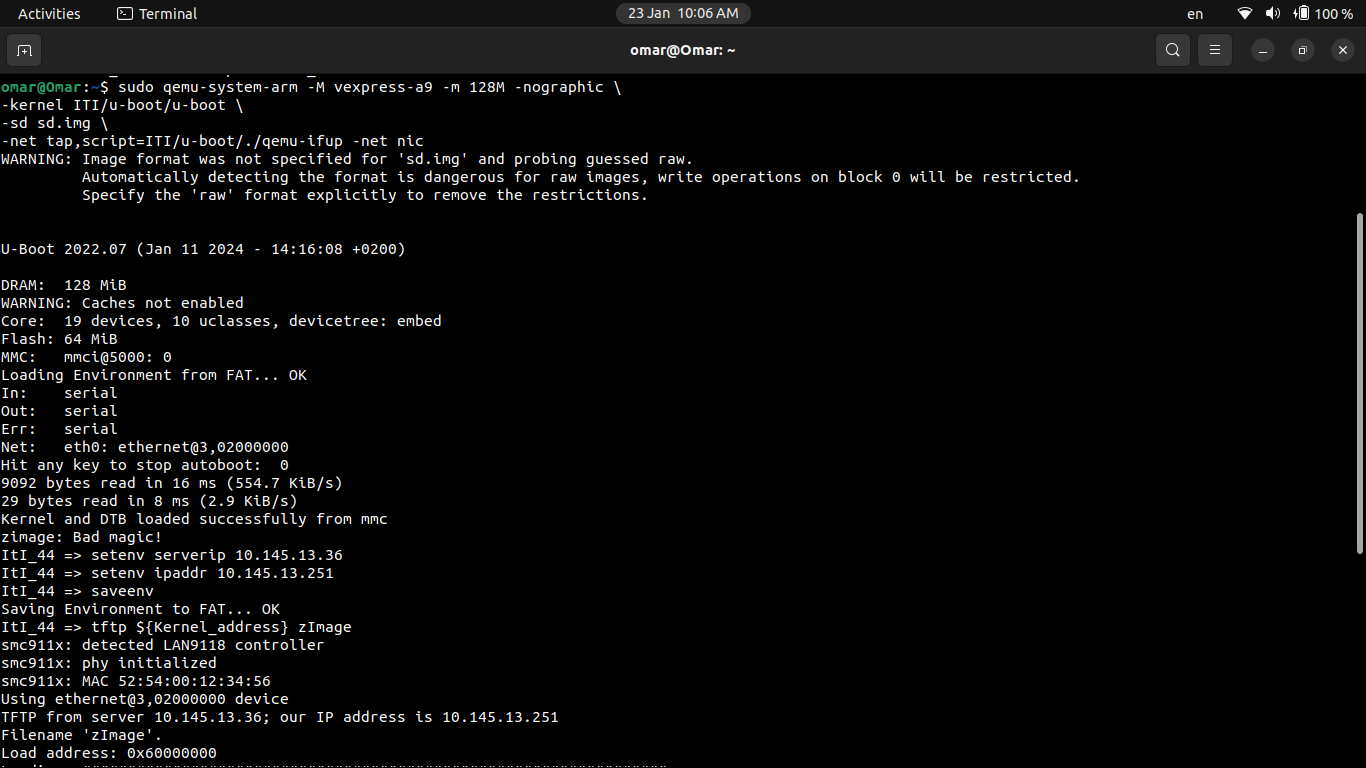 Activities Terminal 23 Jan 10:06 AM en 100 %
omar@Omar: ~
omar@Omar:~$ sudo qemu-system-arm -M vexpress-a9 -m 128M -nographic \
-kernel ITI/u-boot/u-boot \
-sd sd.img \
-net tap,script=ITI/u-boot/./qemu-ifup -net nic
WARNING: Image format was not specified for 'sd.img' and probing guessed raw.
         Automatically detecting the format is dangerous for raw images, write operations on block 0 will be restricted.
         Specify the 'raw' format explicitly to remove the restrictions.
U-Boot 2022.07 (Jan 11 2024 - 14:16:08 +0200)
DRAM:  128 MiB
WARNING: Caches not enabled
Core:  19 devices, 10 uclasses, devicetree: embed
Flash: 64 MiB
MMC:   mmci@5000: 0
Loading Environment from FAT... OK
In:    serial
Out:   serial
Err:   serial
Net:   eth0: ethernet@3,02000000
Hit any key to stop autoboot:  0
9092 bytes read in 16 ms (554.7 KiB/s)
29 bytes read in 8 ms (2.9 KiB/s)
Kernel and DTB loaded successfully from mmc
zimage: Bad magic!
ItI_44 => setenv serverip 10.145.13.36
ItI_44 => setenv ipaddr 10.145.13.251
ItI_44 => saveenv
Saving Environment to FAT... OK
ItI_44 => tftp ${Kernel_address} zImage
smc911x: detected LAN9118 controller
smc911x: phy initialized
smc911x: MAC 52:54:00:12:34:56
Using ethernet@3,02000000 device
TFTP from server 10.145.13.36; our IP address is 10.145.13.251
Filename 'zImage'.
Load address: 0x60000000